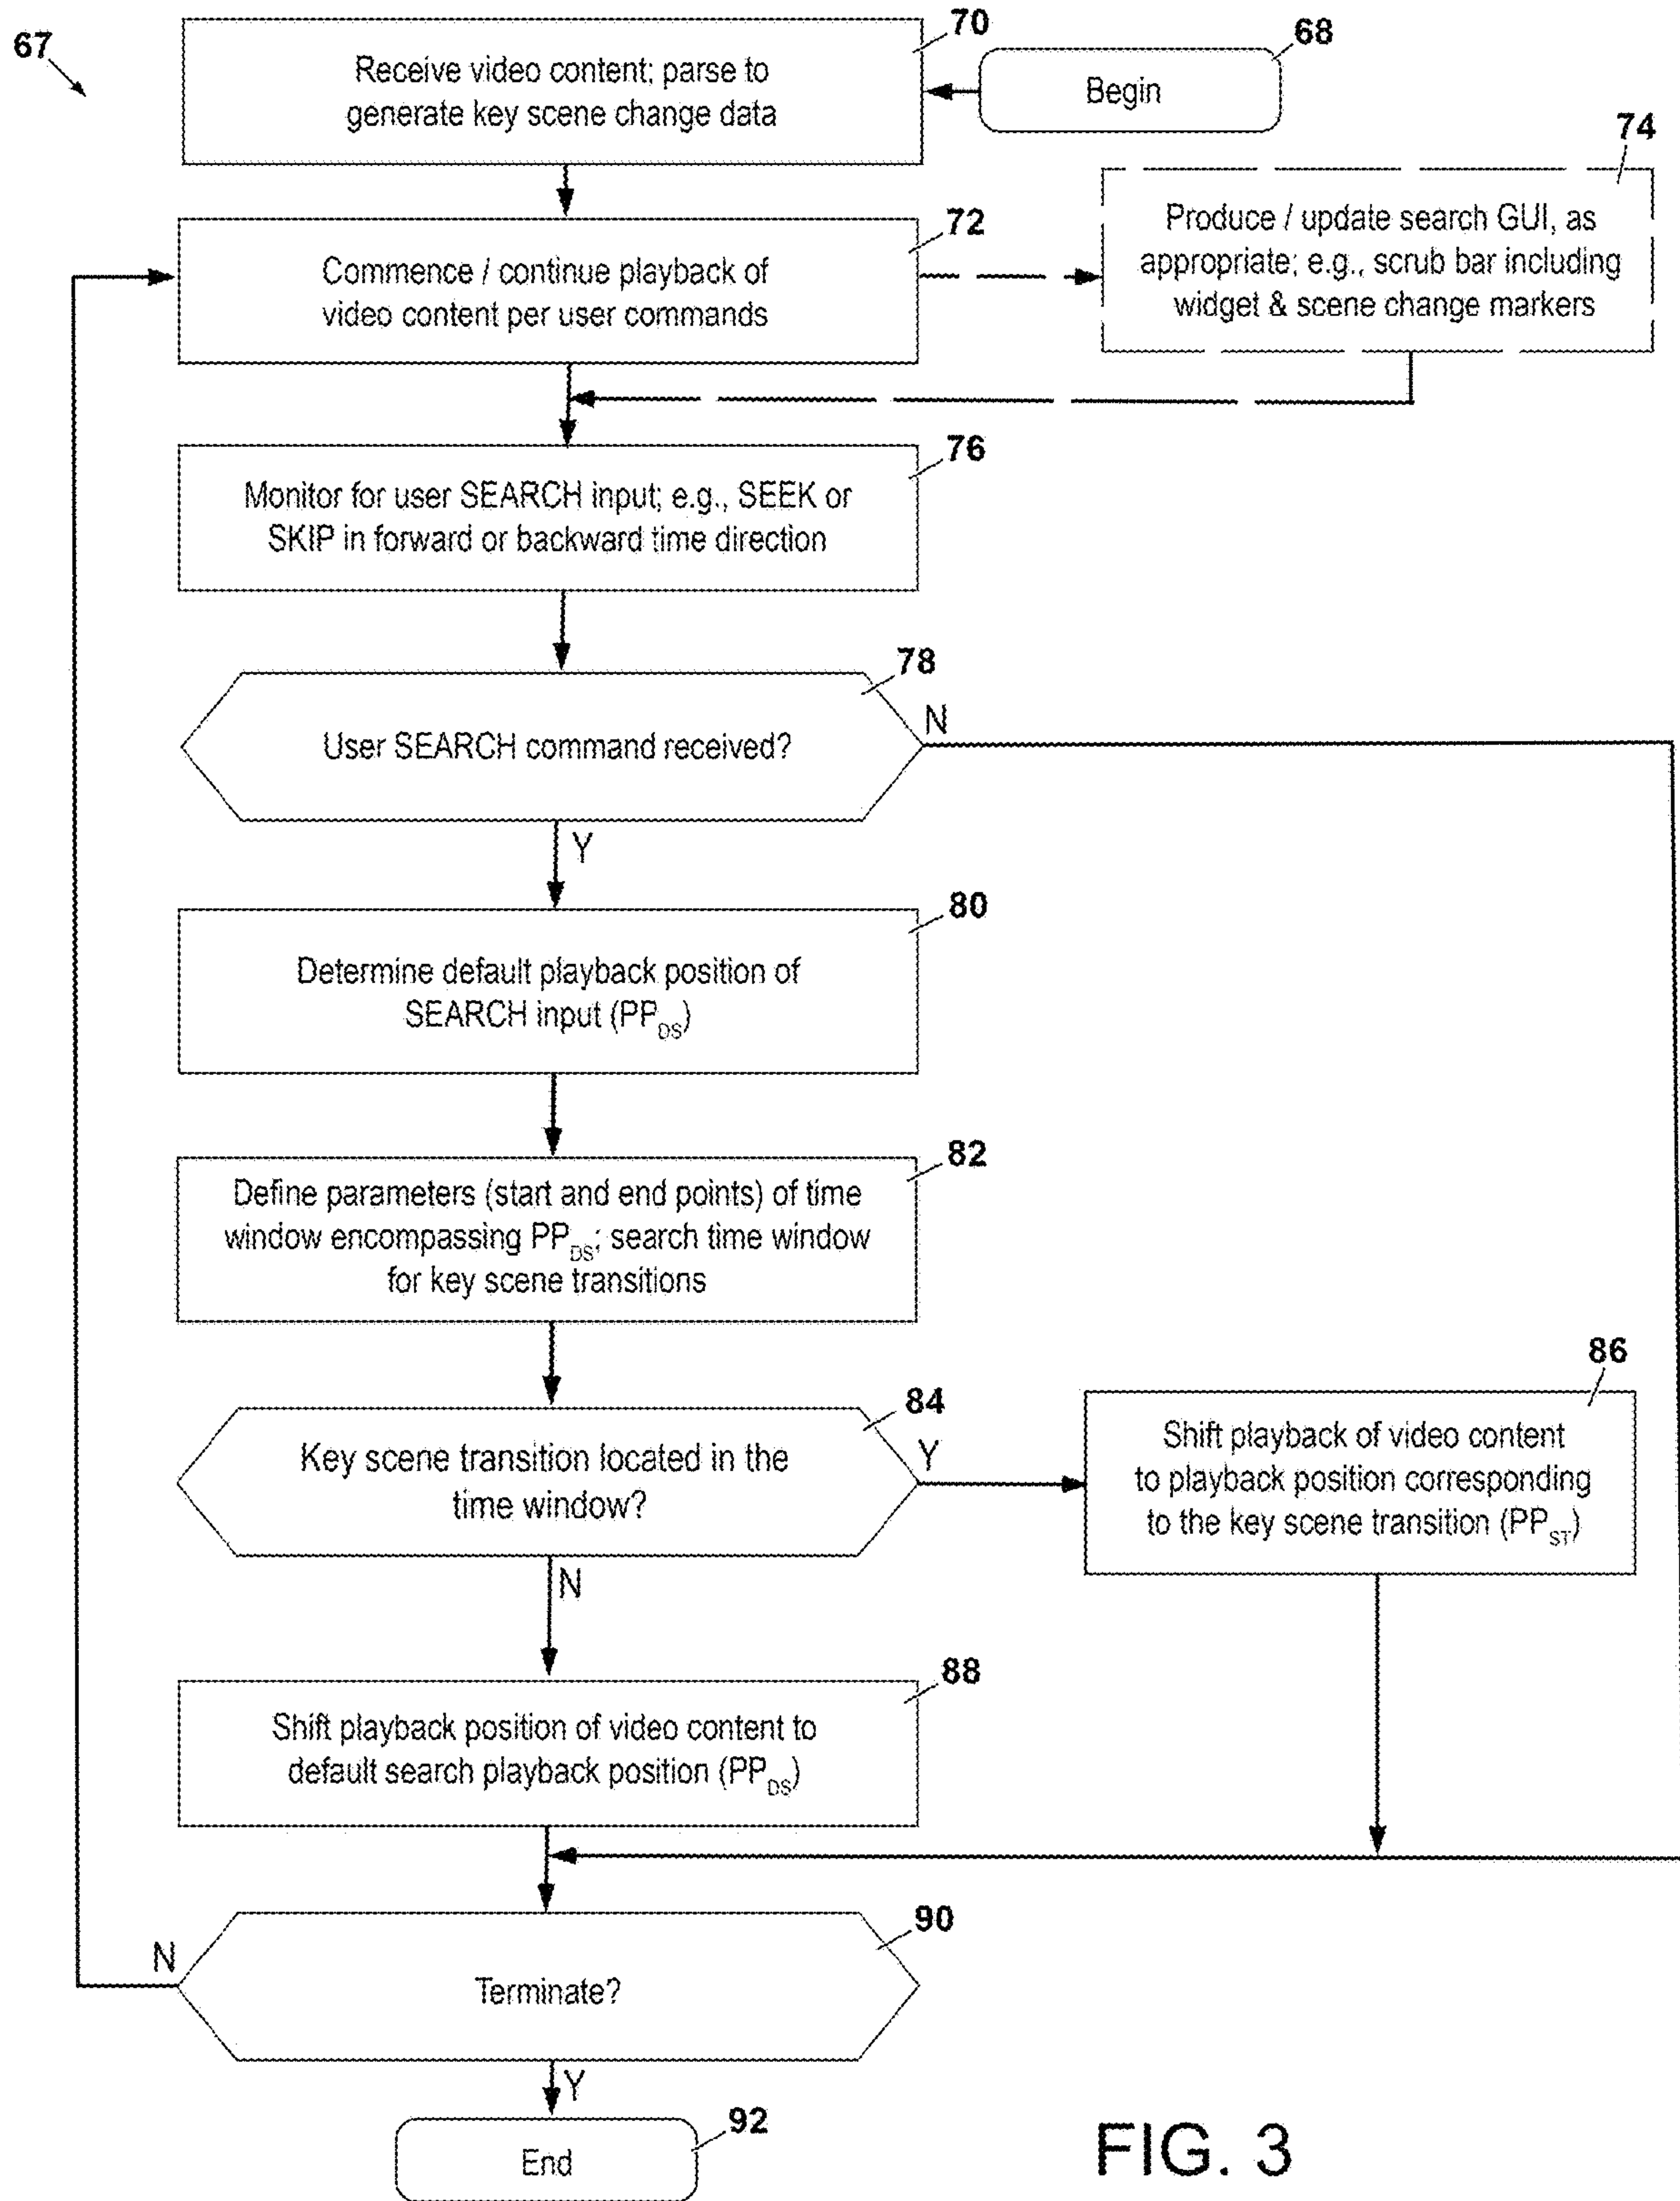 67
70
68
Receive video content; parse to
generate key scene change data
Begin
74
72
Produce / update search GUI, as
appropriate; e.g., scrub bar including
widget & scene change markers
Commence / continue playback of
video content per user commands
76
Monitor for user SEARCH input; e.g., SEEK or
SKIP in forward or backward time direction
78
N
User SEARCH command received?
Y
80
Determine default playback position of
SEARCH input (PP_DS)
82
Define parameters (start and end points) of time
window encompassing PP_DS; search time window
for key scene transitions
84
86
Key scene transition located in the
time window?
Y
Shift playback of video content
to playback position corresponding
to the key scene transition (PP_ST)
N
88
Shift playback position of video content to
default search playback position (PP_DS)
90
N
Terminate?
Y
92
End
FIG. 3